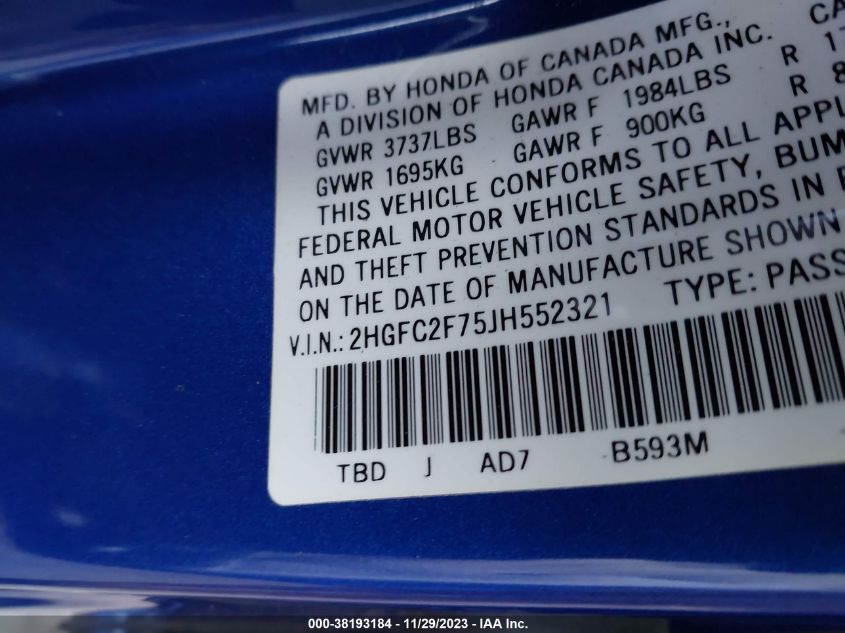 MFD. BY HONDA OF CANADA MFG.,
A DIVISION OF HONDA CANADA INC.
GVWR 3737LBS GAWR F 1984LBS R
GVWR 1695KG GAWR F 900KG R
THIS VEHICLE CONFORMS TO ALL
FEDERAL MOTOR VEHICLE SAFETY,
AND THEFT PREVENTION STANDARDS IN
ON THE DATE OF MANUFACTURE SHOWN
V.I.N.: 2HGFC2F75JH552321 TYPE: PASS
TBD J AD7 B593M
000-38193184 - 11/29/2023 - IAA Inc.